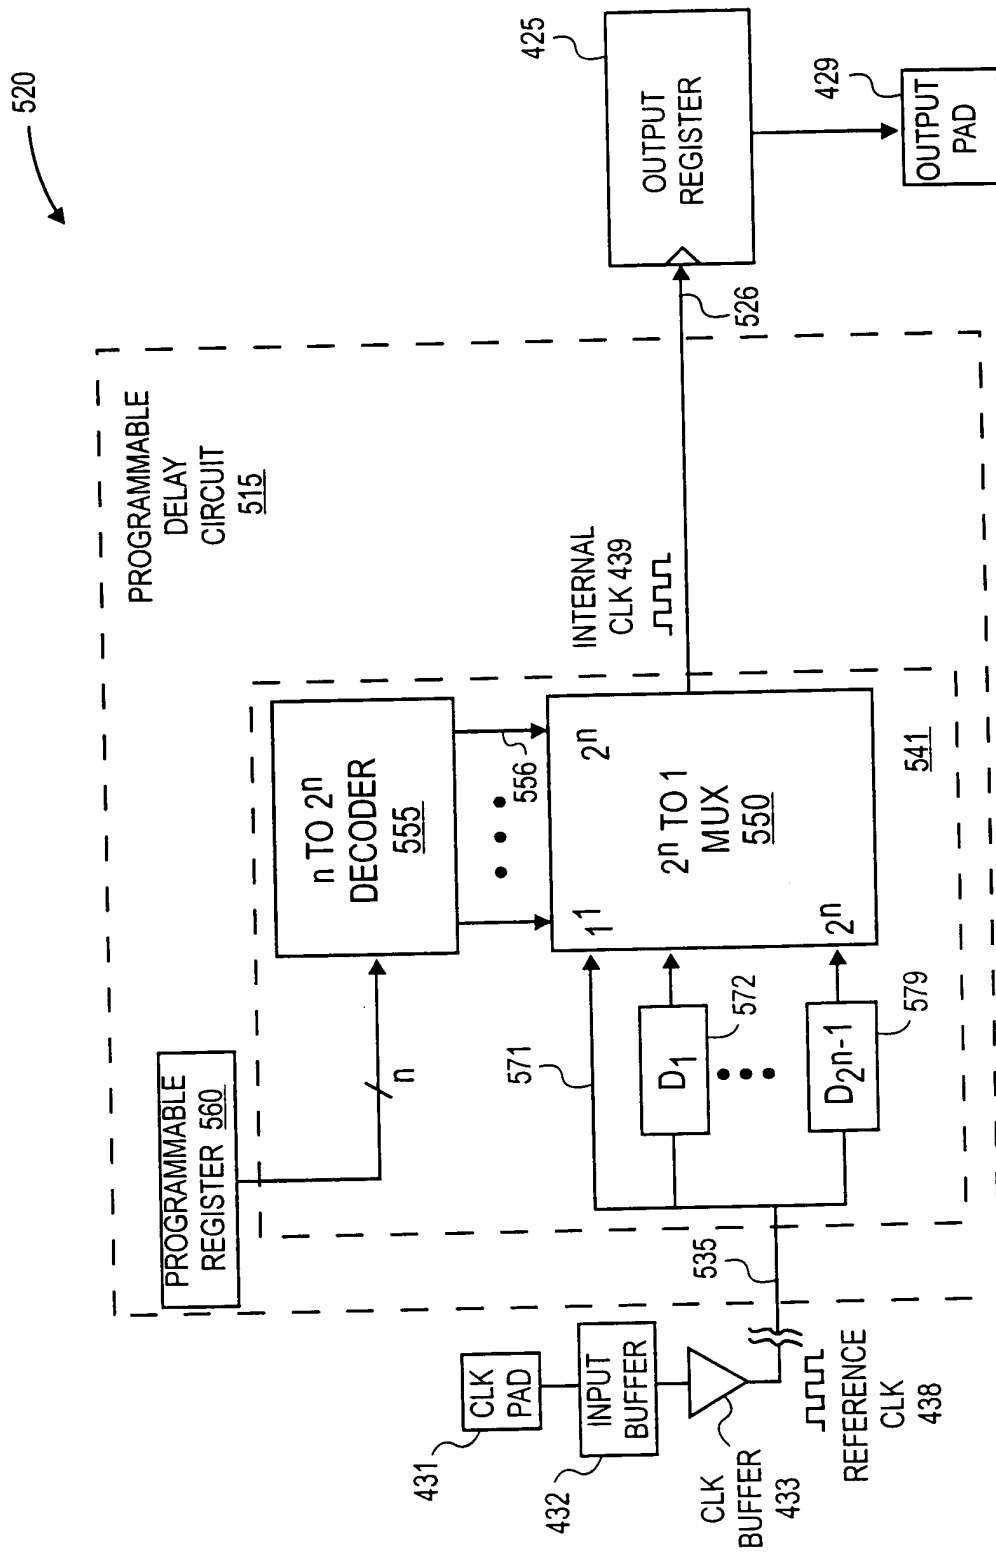 520
PROGRAMMABLE
DELAY
CIRCUIT
515
PROGRAMMABLE
REGISTER 560
n
n TO 2ⁿ
DECODER
555
556
1¹
2ⁿ
2ⁿ TO 1
MUX
550
2ⁿ
541
571
D₁
572
D₂ⁿ-1
579
535
CLK
PAD
431
INPUT
BUFFER
432
CLK
BUFFER
433
REFERENCE
CLK
438
INTERNAL
CLK 439
526
OUTPUT
REGISTER
425
OUTPUT
PAD
429